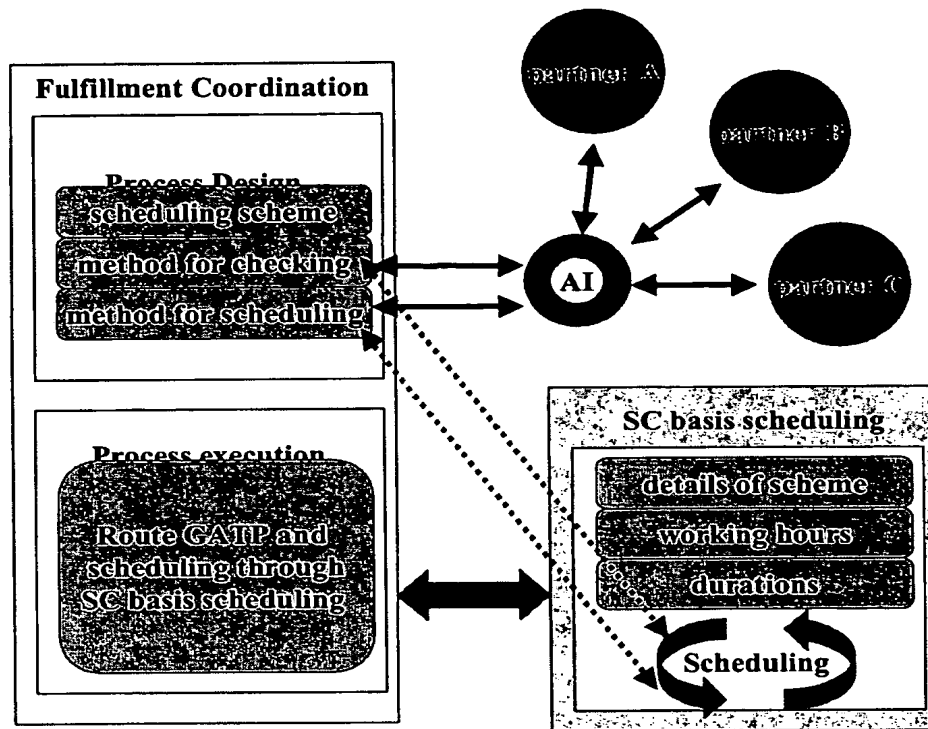 Fulfillment Coordination
Process Design
scheduling scheme
method for checking
method for scheduling
Process execution
Route GATP and
scheduling through
SC basis scheduling
partner A
partner B
partner C
AI
SC basis scheduling
details of scheme
working hours
durations
Scheduling